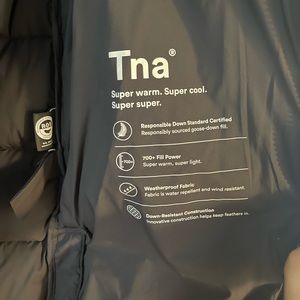 Tna®
Super warm. Super cool.
Super super.
Responsible Down Standard Certified
Responsibly sourced goose-down fill.
700+ Fill Power
Super warm, super light.
Weatherproof Fabric
Fabric is water repellent and wind resistant.
Down-Resistant Construction
Innovative construction helps keep feathers in.
700+